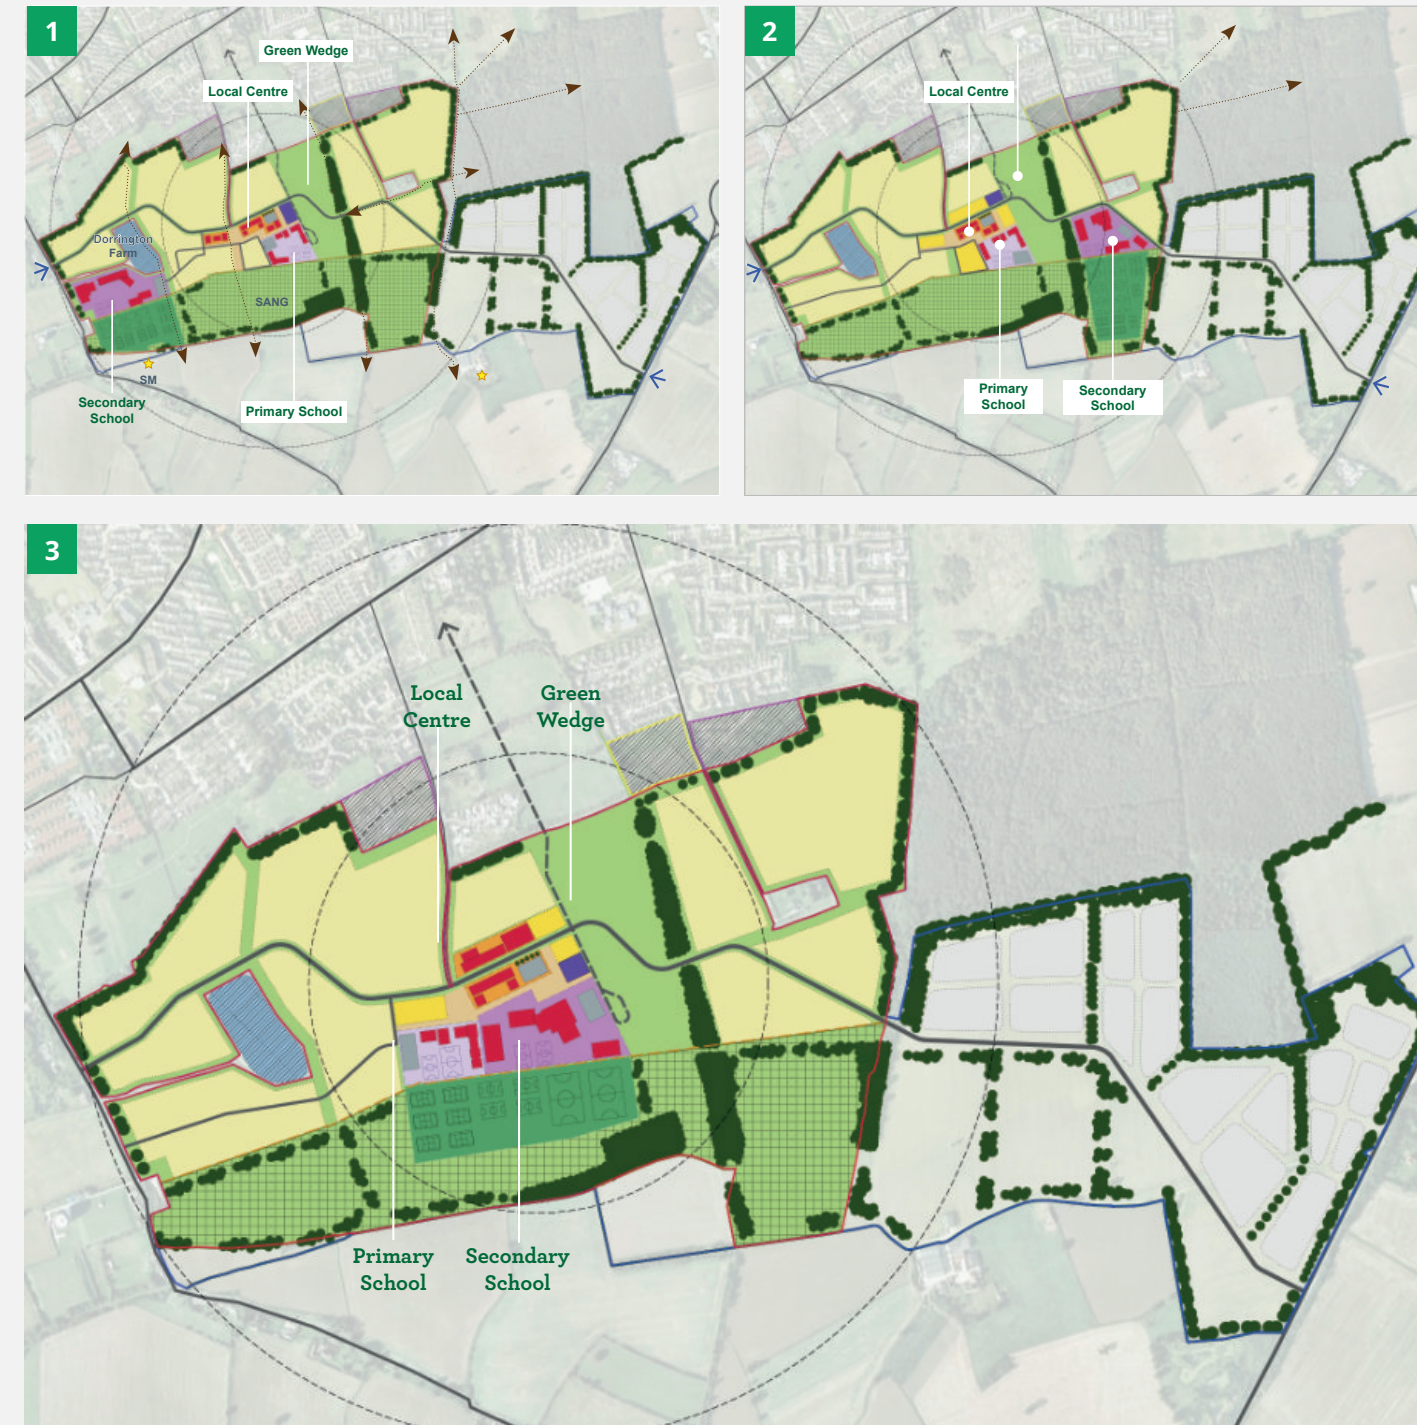 1
Green Wedge
Local Centre
Dorrington
Farm
SANG
SM
Secondary
School
Primary School
2
Local Centre
Primary
School
Secondary
School
3
Local
Centre
Green
Wedge
Primary
School
Secondary
School